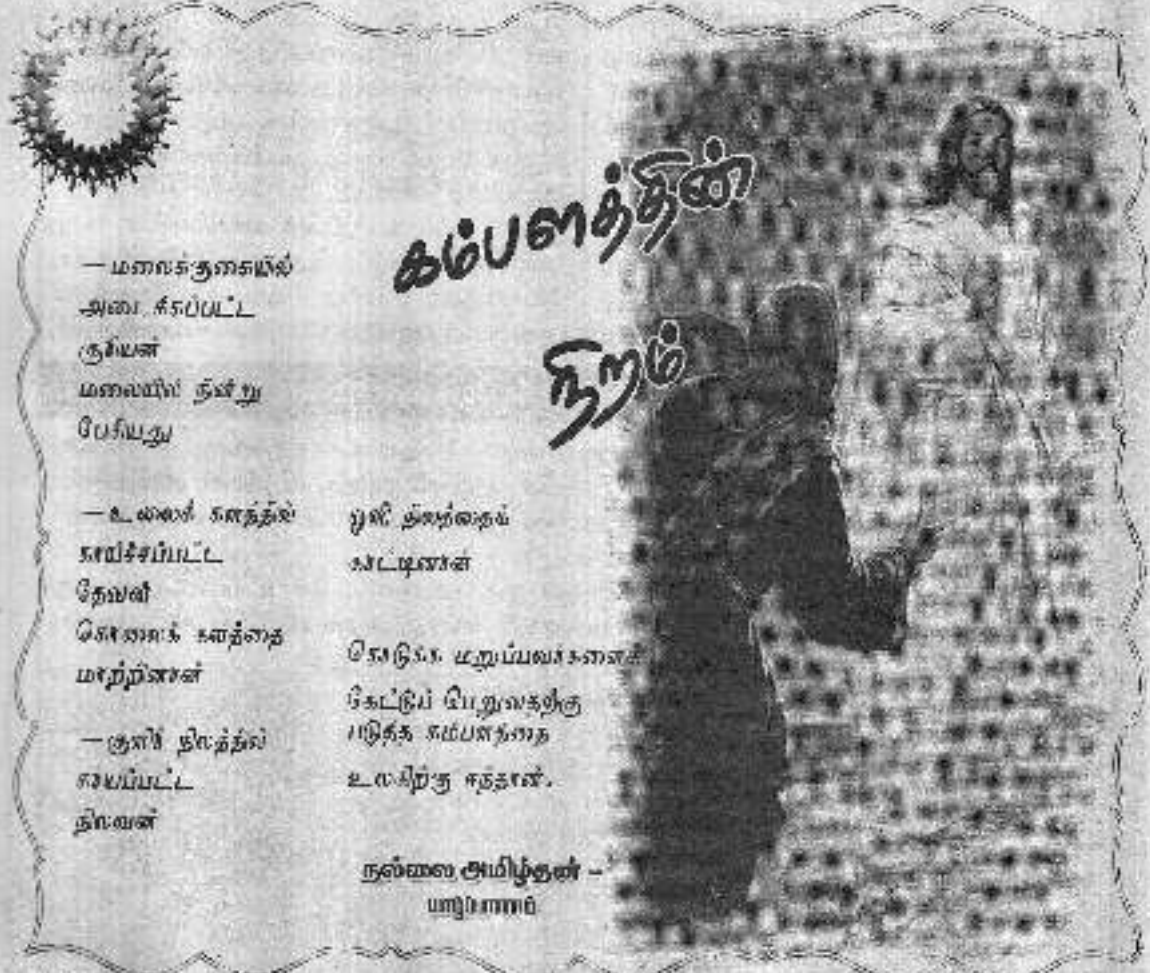 கம்பளத்தின்
நிறம்
—மலைக்குகையில்
அடைக்கப்பட்ட
சூரியன்
மலையில் நின்று
பேசியது
—உலைக் களத்தில்
காய்ச்சப்பட்ட
தேவன்
கொலைக் களத்தை
மாற்றினான்
—குளிர் நிலத்தில்
காயப்பட்ட
நிலவன்
ஒளி நிலத்தைக்
காட்டினான்
கொடுக்க மறுப்பவர்களைக்
கேட்டுப் பெறுவதற்கு
படுத்த கம்பளத்தை
உலகிற்கு ஈந்தான்.
நல்லை அமிழ்தன் –
யாழ்ப்பாணம்